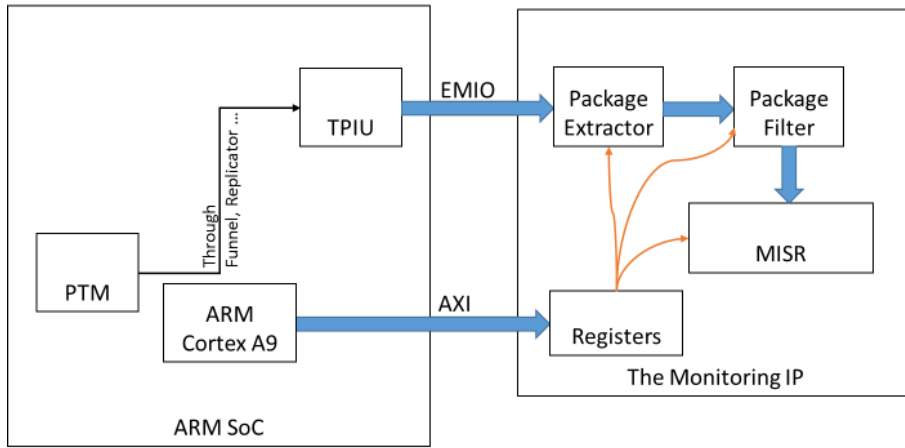 TPIU
EMIO
Package
Extractor
Package
Filter
Through
Funnel, Replicator ...
PTM
MISR
ARM
Cortex A9
AXI
Registers
The Monitoring IP
ARM SoC